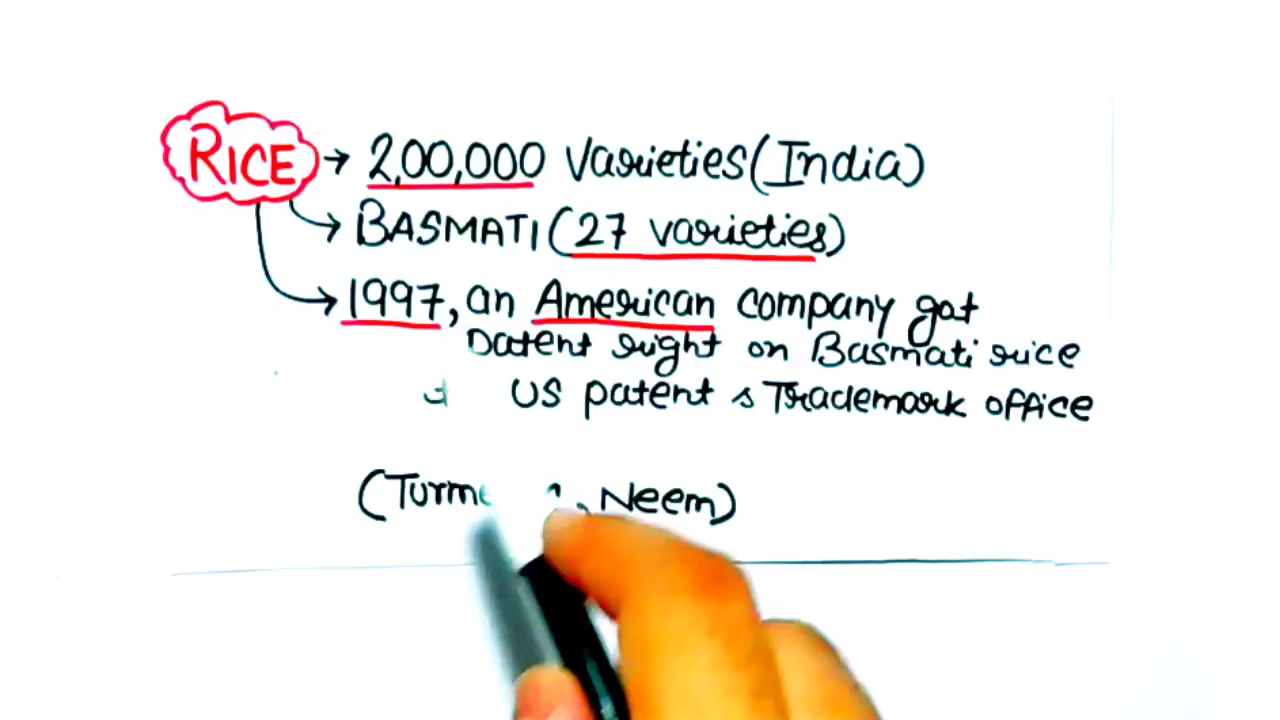 RICE → 2,00,000 Varieties (India)
→ BASMATI (27 varieties)
→ 1997, an American company got
patent right on Basmati rice
US patent & Trademark office
(Neem)